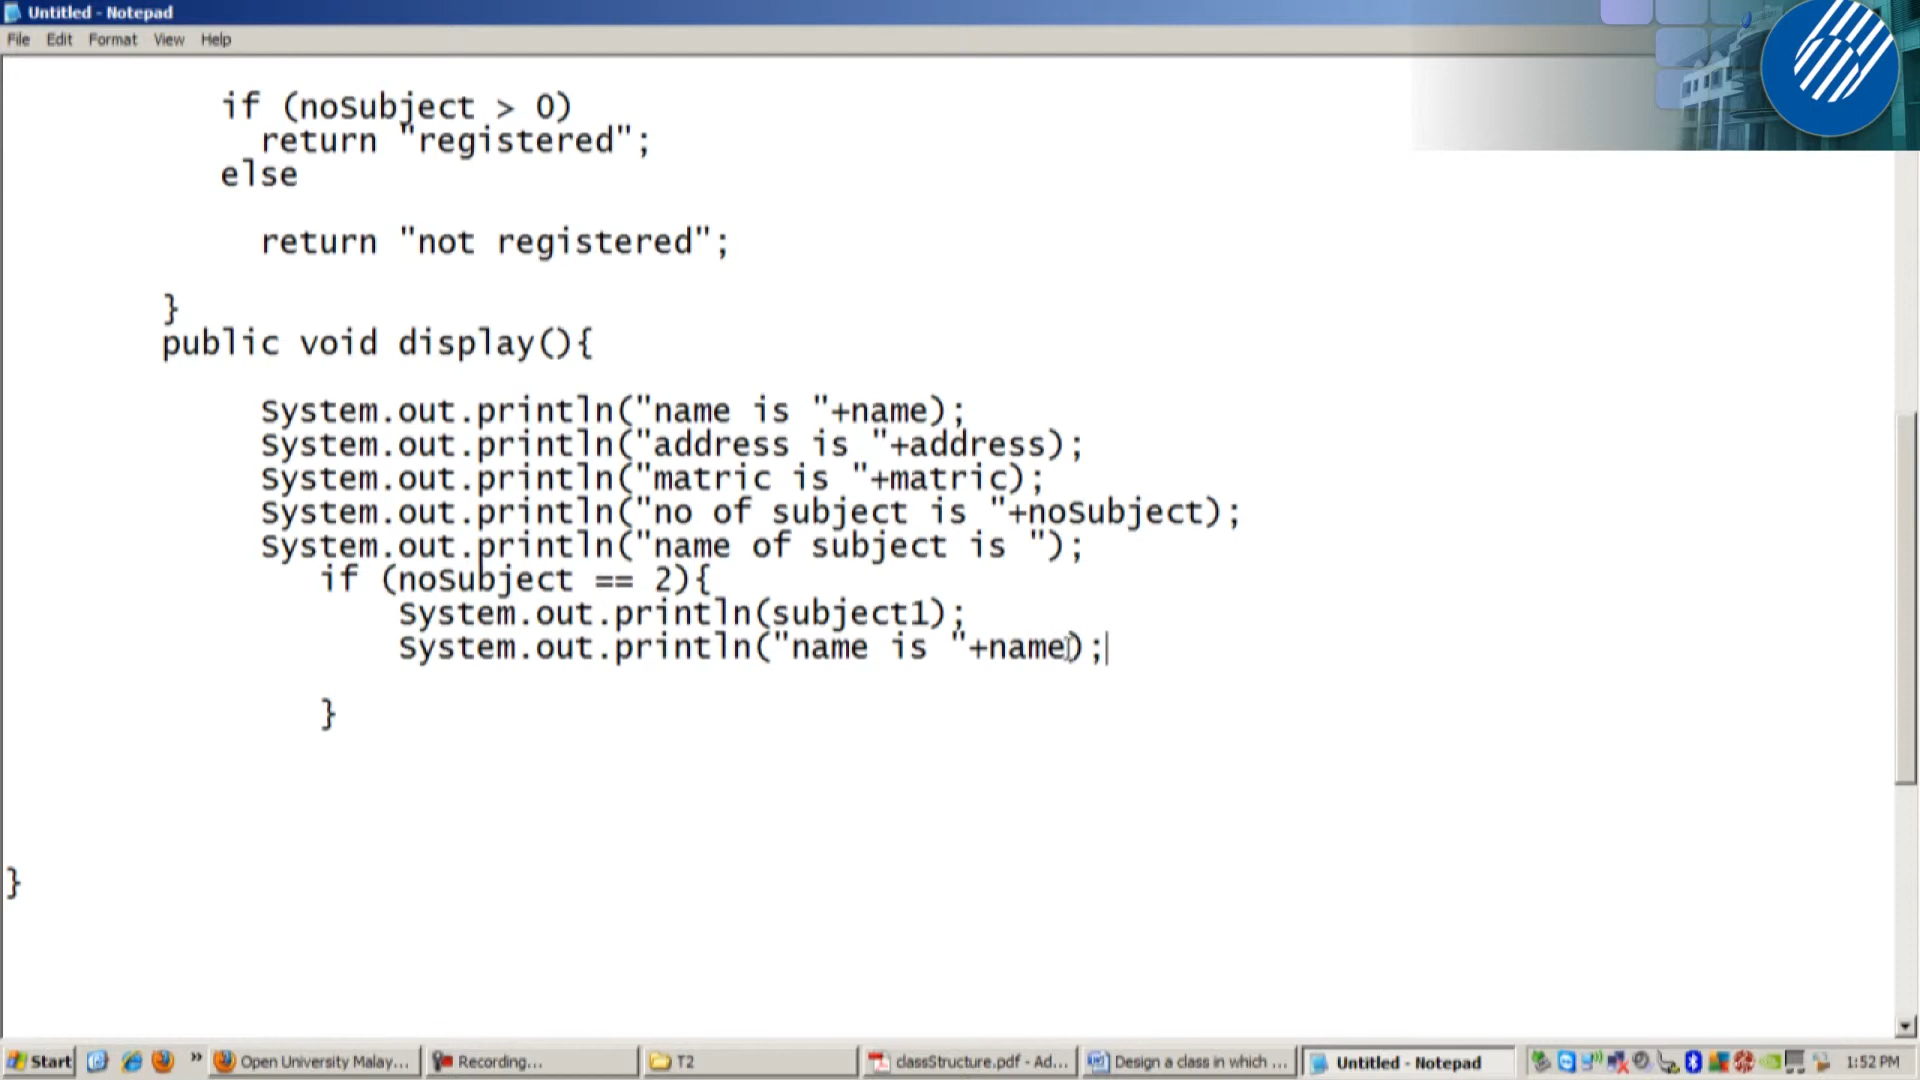 Untitled - Notepad
File Edit Format View Help
if (noSubject > 0)
return "registered";
else
return "not registered";
}
public void display(){
System.out.println("name is "+name);
System.out.println("address is "+address);
System.out.println("matric is "+matric);
System.out.println("no of subject is "+noSubject);
System.out.println("name of subject is ");
if (noSubject == 2){
System.out.println(subject1);
System.out.println("name is "+name);
}
}
Start » Open University Malay... Recording... T2 classStructure.pdf - Ad... Design a class in which ... Untitled - Notepad 1:52 PM